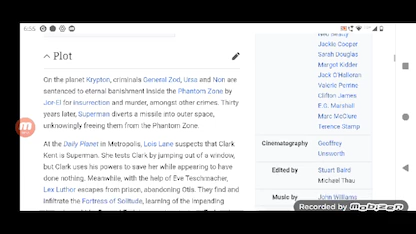 6:55
Plot
On the planet Krypton, criminals General Zod, Ursa and Non are
sentenced to eternal banishment inside the Phantom Zone by
Jor-El for insurrection and murder, amongst other crimes. Thirty
years later, Superman diverts a missile into outer space,
unknowingly freeing them from the Phantom Zone.
At the Daily Planet in Metropolis, Lois Lane suspects that Clark
Kent is Superman. She tests Clark by jumping out of a window,
but Clark uses his powers to save her while appearing to have
done nothing. Meanwhile, with the help of Eve Teschmacher,
Lex Luthor escapes from prison, abandoning Otis. They find and
infiltrate the Fortress of Solitude, learning of the impending
Ned Beatty
Jackie Cooper
Sarah Douglas
Margot Kidder
Jack O'Halloran
Valerie Perrine
Clifton James
E.G. Marshall
Marc McClure
Terence Stamp
Cinematography Geoffrey
Unsworth
Edited by Stuart Baird
Michael Thau
Music by John Williams
Recorded by Mobizen